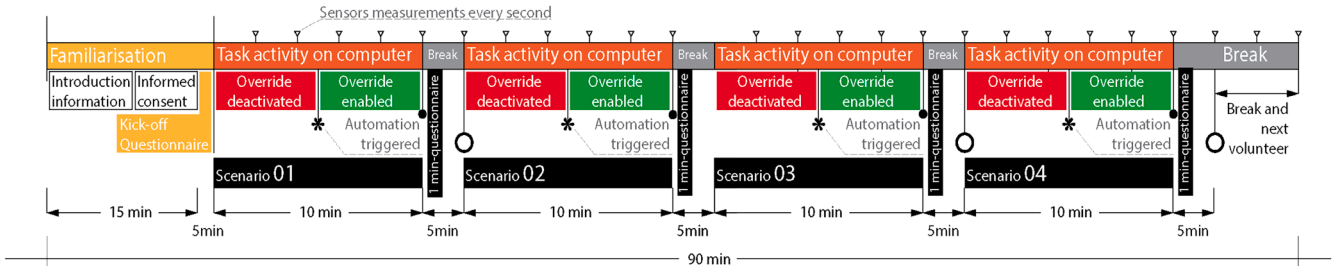 Sensors measurements every second
Familiarisation
Task activity on computer
Break
Task activity on computer
Break
Task activity on computer
Break
Task activity on computer
Break
Introduction
information
Informed
consent
Kick-off
Questionnaire
Override
deactivated
Override
enabled
Automation
triggered
1 min-questionnaire
Override
deactivated
Override
enabled
Automation
triggered
1 min-questionnaire
Override
deactivated
Override
enabled
Automation
triggered
1 min-questionnaire
Override
deactivated
Override
enabled
Automation
triggered
1 min-questionnaire
Break and
next
volunteer
Scenario 01
Scenario 02
Scenario 03
Scenario 04
15 min
10 min
10 min
10 min
10 min
5min
5min
5min
5min
5min
90 min